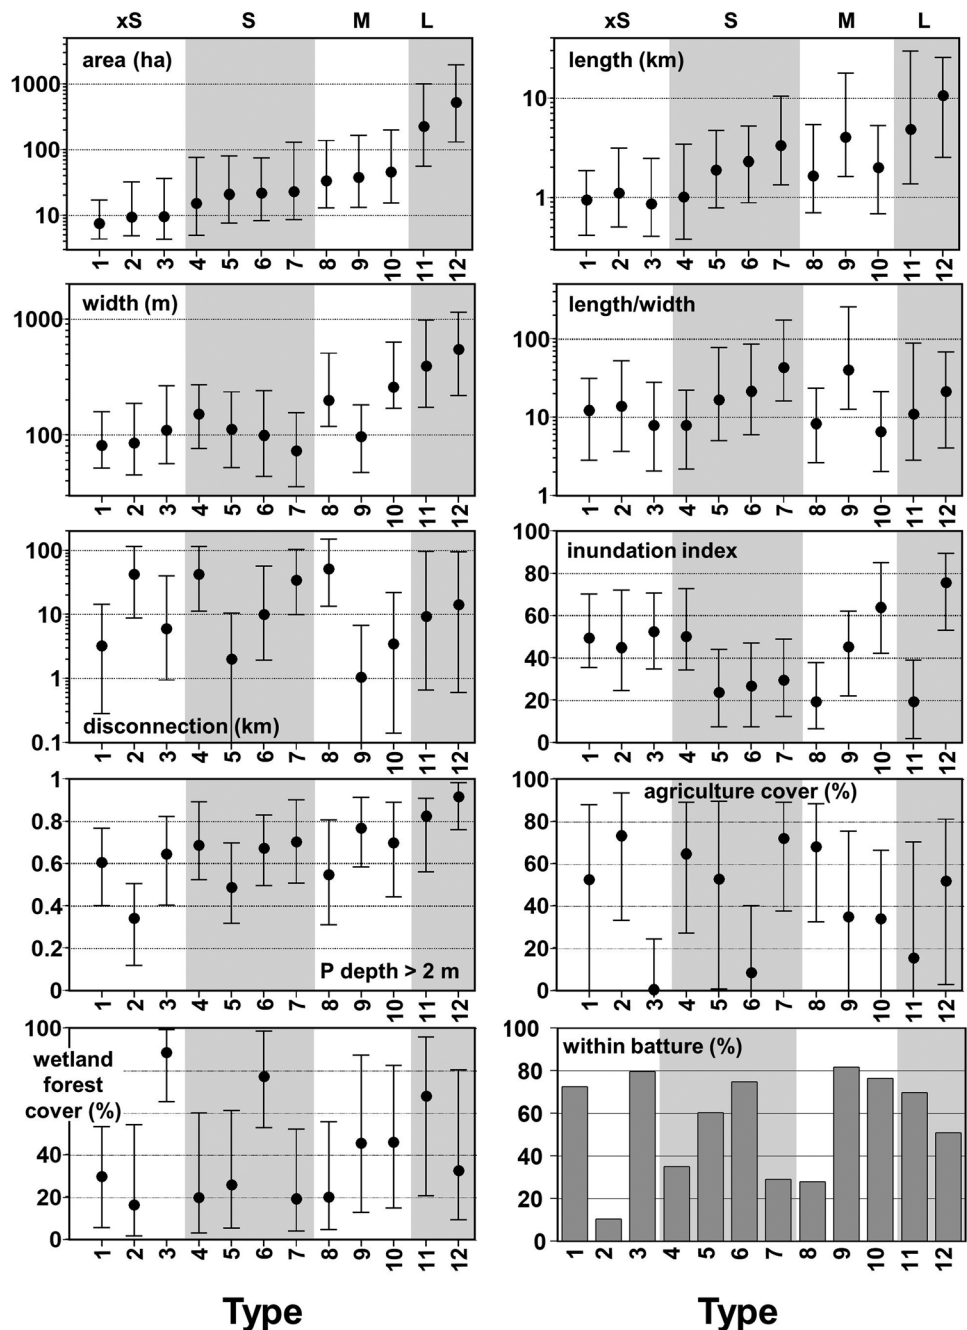 xS S M L xS S M L
area (ha)
1000
100
10
1 2 3 4 5 6 7 8 9 10 11 12
length (km)
10
1
1 2 3 4 5 6 7 8 9 10 11 12
width (m)
1000
100
1 2 3 4 5 6 7 8 9 10 11 12
length/width
100
10
1
1 2 3 4 5 6 7 8 9 10 11 12
100
10
1
0.1
disconnection (km)
1 2 3 4 5 6 7 8 9 10 11 12
100
inundation index
80
60
40
20
0
1 2 3 4 5 6 7 8 9 10 11 12
1
0.8
0.6
0.4
0.2
0
P depth > 2 m
1 2 3 4 5 6 7 8 9 10 11 12
100
agriculture cover (%)
80
60
40
20
0
1 2 3 4 5 6 7 8 9 10 11 12
100
wetland
forest
cover (%)
40
20
0
1 2 3 4 5 6 7 8 9 10 11 12
Type
100
within batture (%)
80
60
40
20
0
1 2 3 4 5 6 7 8 9 10 11 12
Type